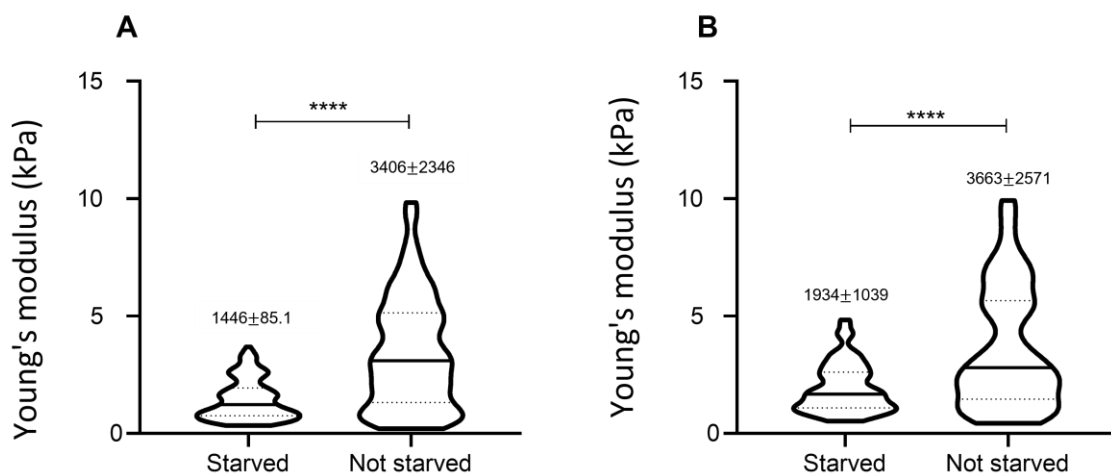 A
Young's modulus (kPa)
15
10
5
0
****
3406±2346
1446±85.1
Starved
Not starved
B
Young's modulus (kPa)
15
10
5
0
****
3663±2571
1934±1039
Starved
Not starved